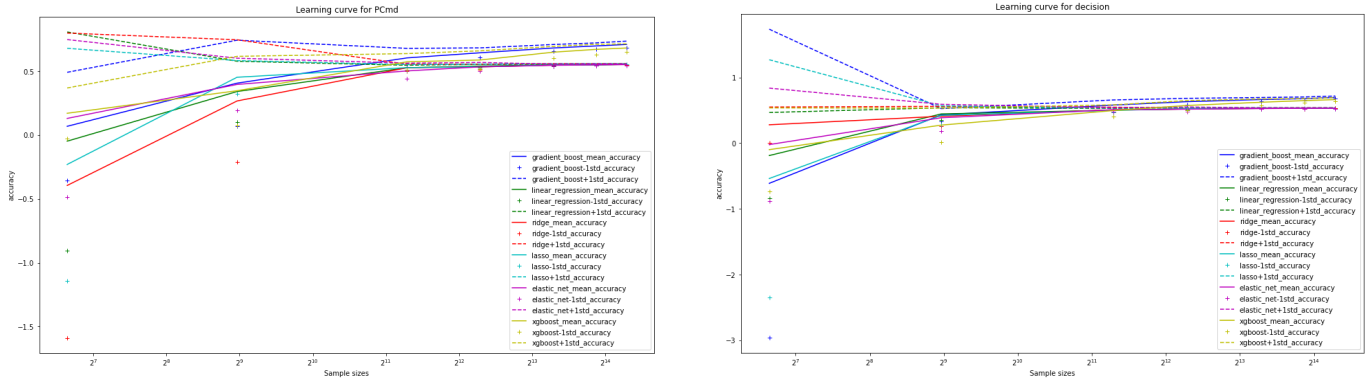 Learning curve for PCmd
accuracy
0.5
0.0
−0.5
−1.0
−1.5
gradient_boost_mean_accuracy
gradient_boost-1std_accuracy
gradient_boost+1std_accuracy
linear_regression_mean_accuracy
linear_regression-1std_accuracy
linear_regression+1std_accuracy
ridge_mean_accuracy
ridge-1std_accuracy
ridge+1std_accuracy
lasso_mean_accuracy
lasso-1std_accuracy
lasso+1std_accuracy
elastic_net_mean_accuracy
elastic_net-1std_accuracy
elastic_net+1std_accuracy
xgboost_mean_accuracy
xgboost-1std_accuracy
xgboost+1std_accuracy
2⁷ 2⁸ 2⁹ 2¹⁰ 2¹¹ 2¹² 2¹³ 2¹⁴
Sample sizes
Learning curve for decision
accuracy
1
0
−1
−2
−3
gradient_boost_mean_accuracy
gradient_boost-1std_accuracy
gradient_boost+1std_accuracy
linear_regression_mean_accuracy
linear_regression-1std_accuracy
linear_regression+1std_accuracy
ridge_mean_accuracy
ridge-1std_accuracy
ridge+1std_accuracy
lasso_mean_accuracy
lasso-1std_accuracy
lasso+1std_accuracy
elastic_net_mean_accuracy
elastic_net-1std_accuracy
elastic_net+1std_accuracy
xgboost_mean_accuracy
xgboost-1std_accuracy
xgboost+1std_accuracy
2⁷ 2⁸ 2⁹ 2¹⁰ 2¹¹ 2¹² 2¹³ 2¹⁴
Sample sizes